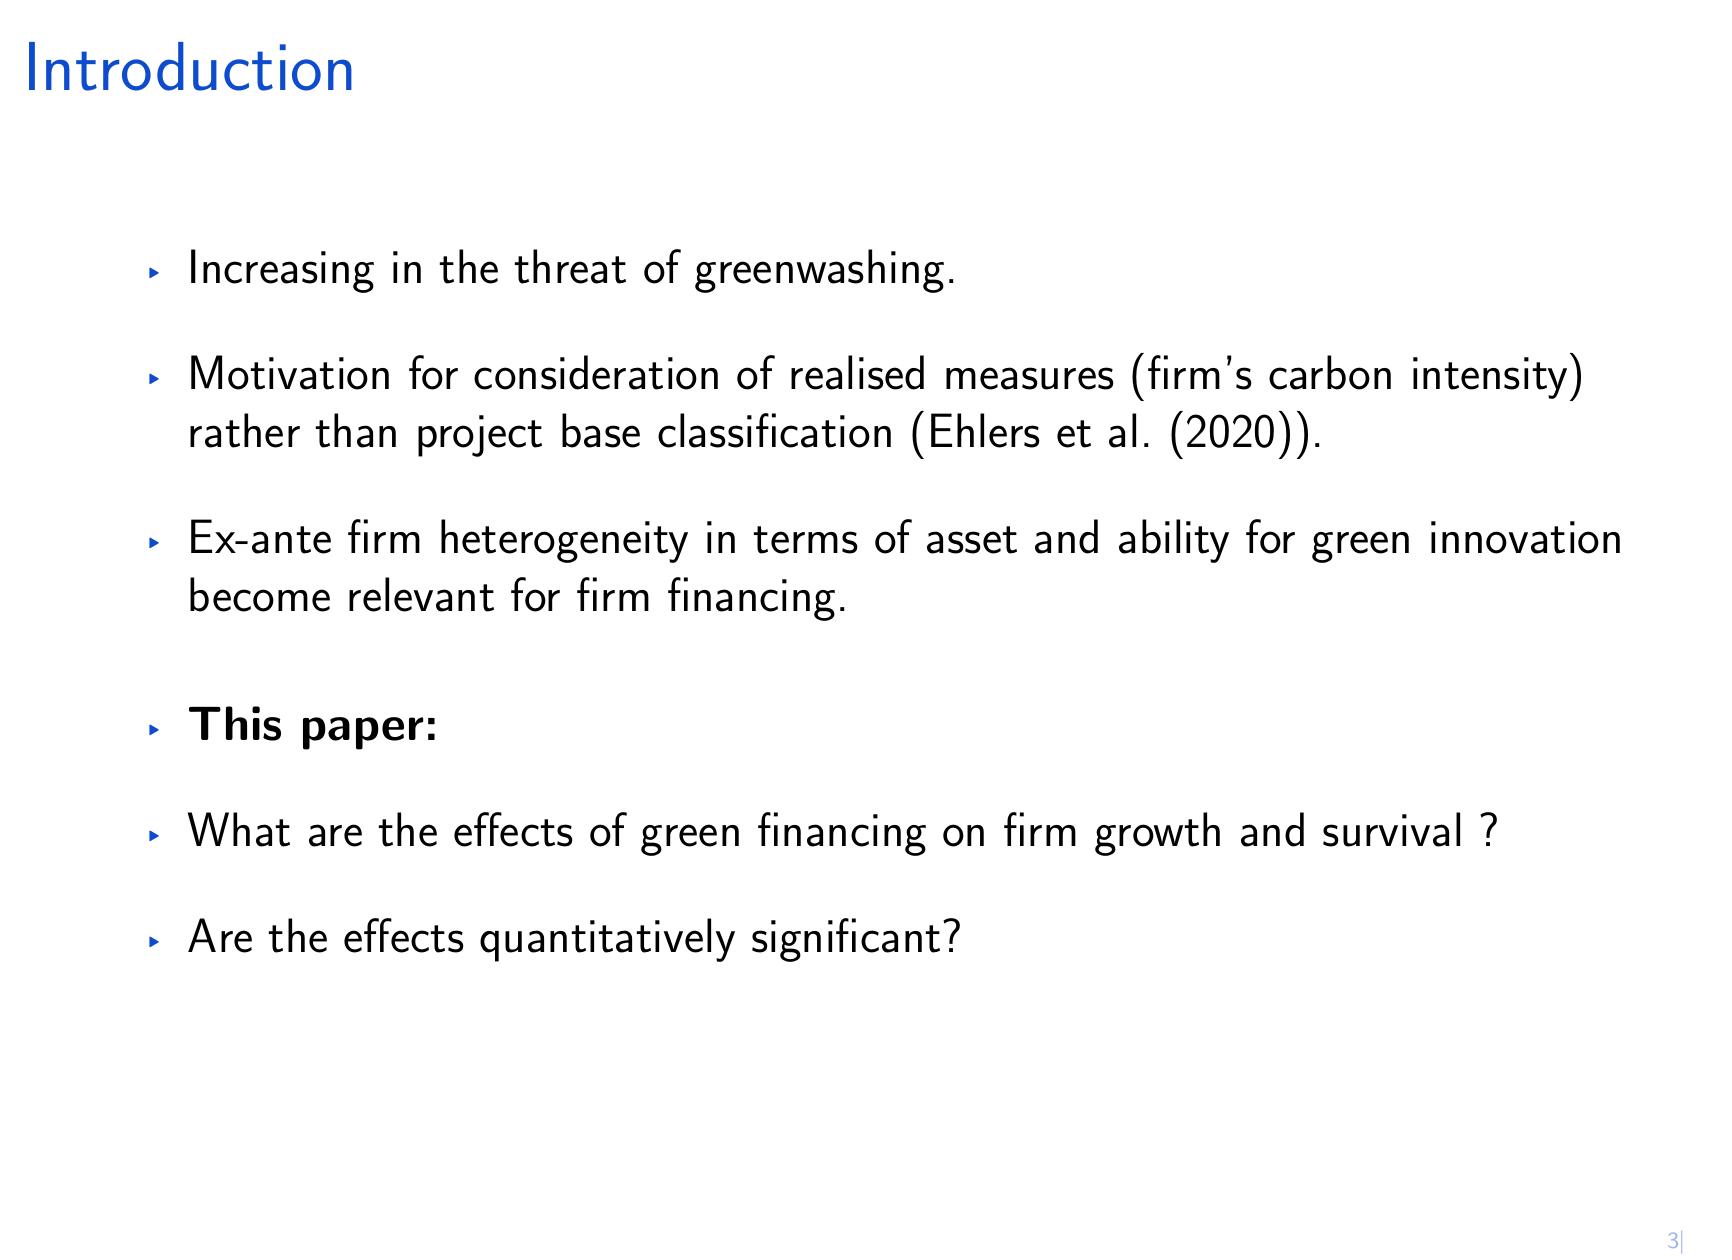 Introduction
▸ Increasing in the threat of greenwashing.
▸ Motivation for consideration of realised measures (firm's carbon intensity)
rather than project base classification (Ehlers et al. (2020)).
▸ Ex-ante firm heterogeneity in terms of asset and ability for green innovation
become relevant for firm financing.
▸ This paper:
▸ What are the effects of green financing on firm growth and survival ?
▸ Are the effects quantitatively significant?
3|